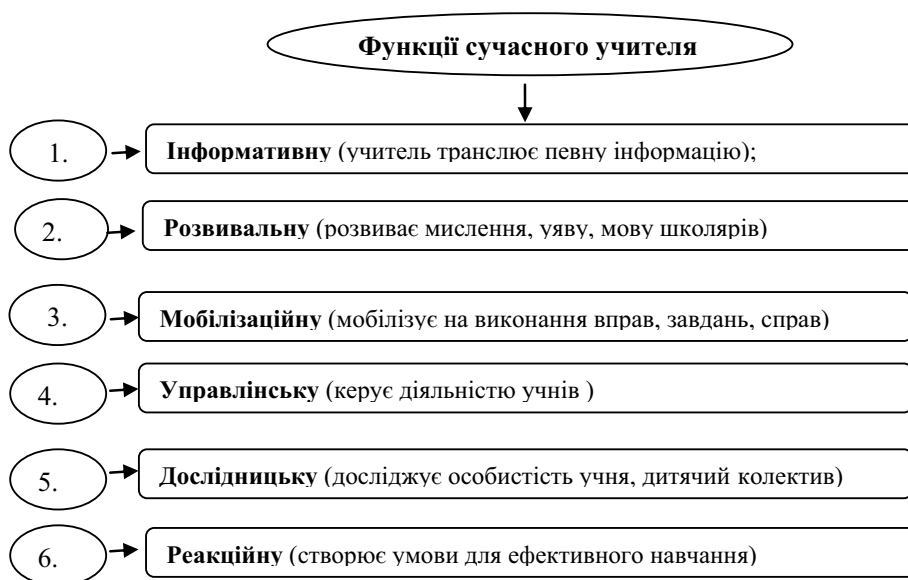 Функції сучасного учителя
1. Інформативну (учитель транслює певну інформацію);
2. Розвивальну (розвиває мислення, уяву, мову школярів)
3. Мобілізаційну (мобілізує на виконання вправ, завдань, справ)
4. Управлінську (керує діяльністю учнів )
5. Дослідницьку (досліджує особистість учня, дитячий колектив)
6. Реакційну (створює умови для ефективного навчання)